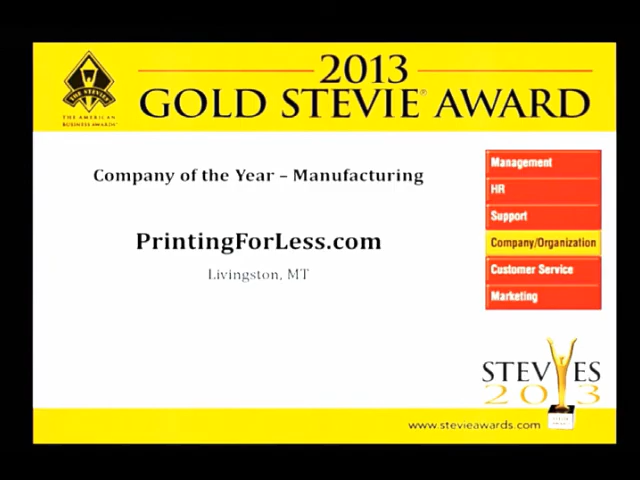 2013
GOLD STEVIE® AWARD
THE STEVIES
THE AMERICAN
BUSINESS AWARDS
Company of the Year – Manufacturing
PrintingForLess.com
Livingston, MT
Management
HR
Support
Company/Organization
Customer Service
Marketing
STEVIES
2013
www.stevieawards.com